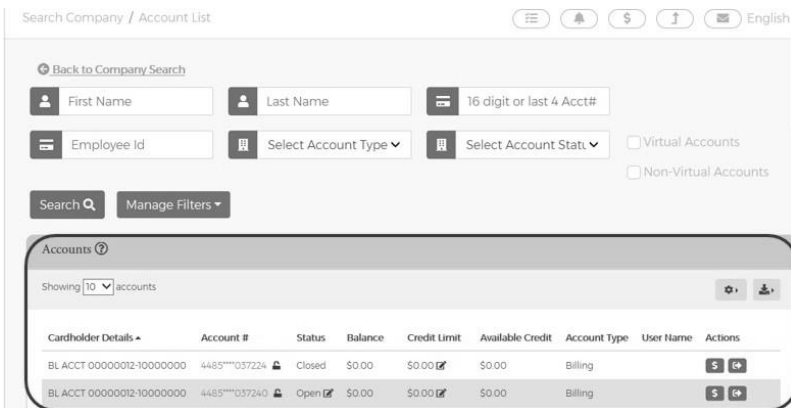 Search Company / Account List English
Back to Company Search
First Name Last Name 16 digit or last 4 Acct#
Employee Id Select Account Type Select Account Statu Virtual Accounts
Non-Virtual Accounts
Search Manage Filters
Accounts
Showing 10 accounts
Cardholder Details Account # Status Balance Credit Limit Available Credit Account Type User Name Actions
BL ACCT 00000012-10000000 4485****037224 Closed $0.00 $0.00 $0.00 Billing $
BL ACCT 00000012-10000000 4485****037240 Open $0.00 $0.00 $0.00 Billing $